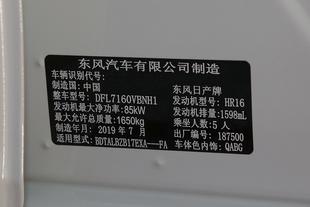 东风汽车有限公司制造
车辆识别代号:
制造国: 中国 东风日产牌
整车型号: DFL7160VBNH1 发动机型号: HR16
发动机最大净功率: 85kW 发动机排量: 1598mL
最大允许总质量: 1650kg 乘坐人数: 5 人
制造年月: 2019 年 7 月 出厂编号: 187500
适用型式: BDTALBZB17EXA---FA 车体色内饰: QABG